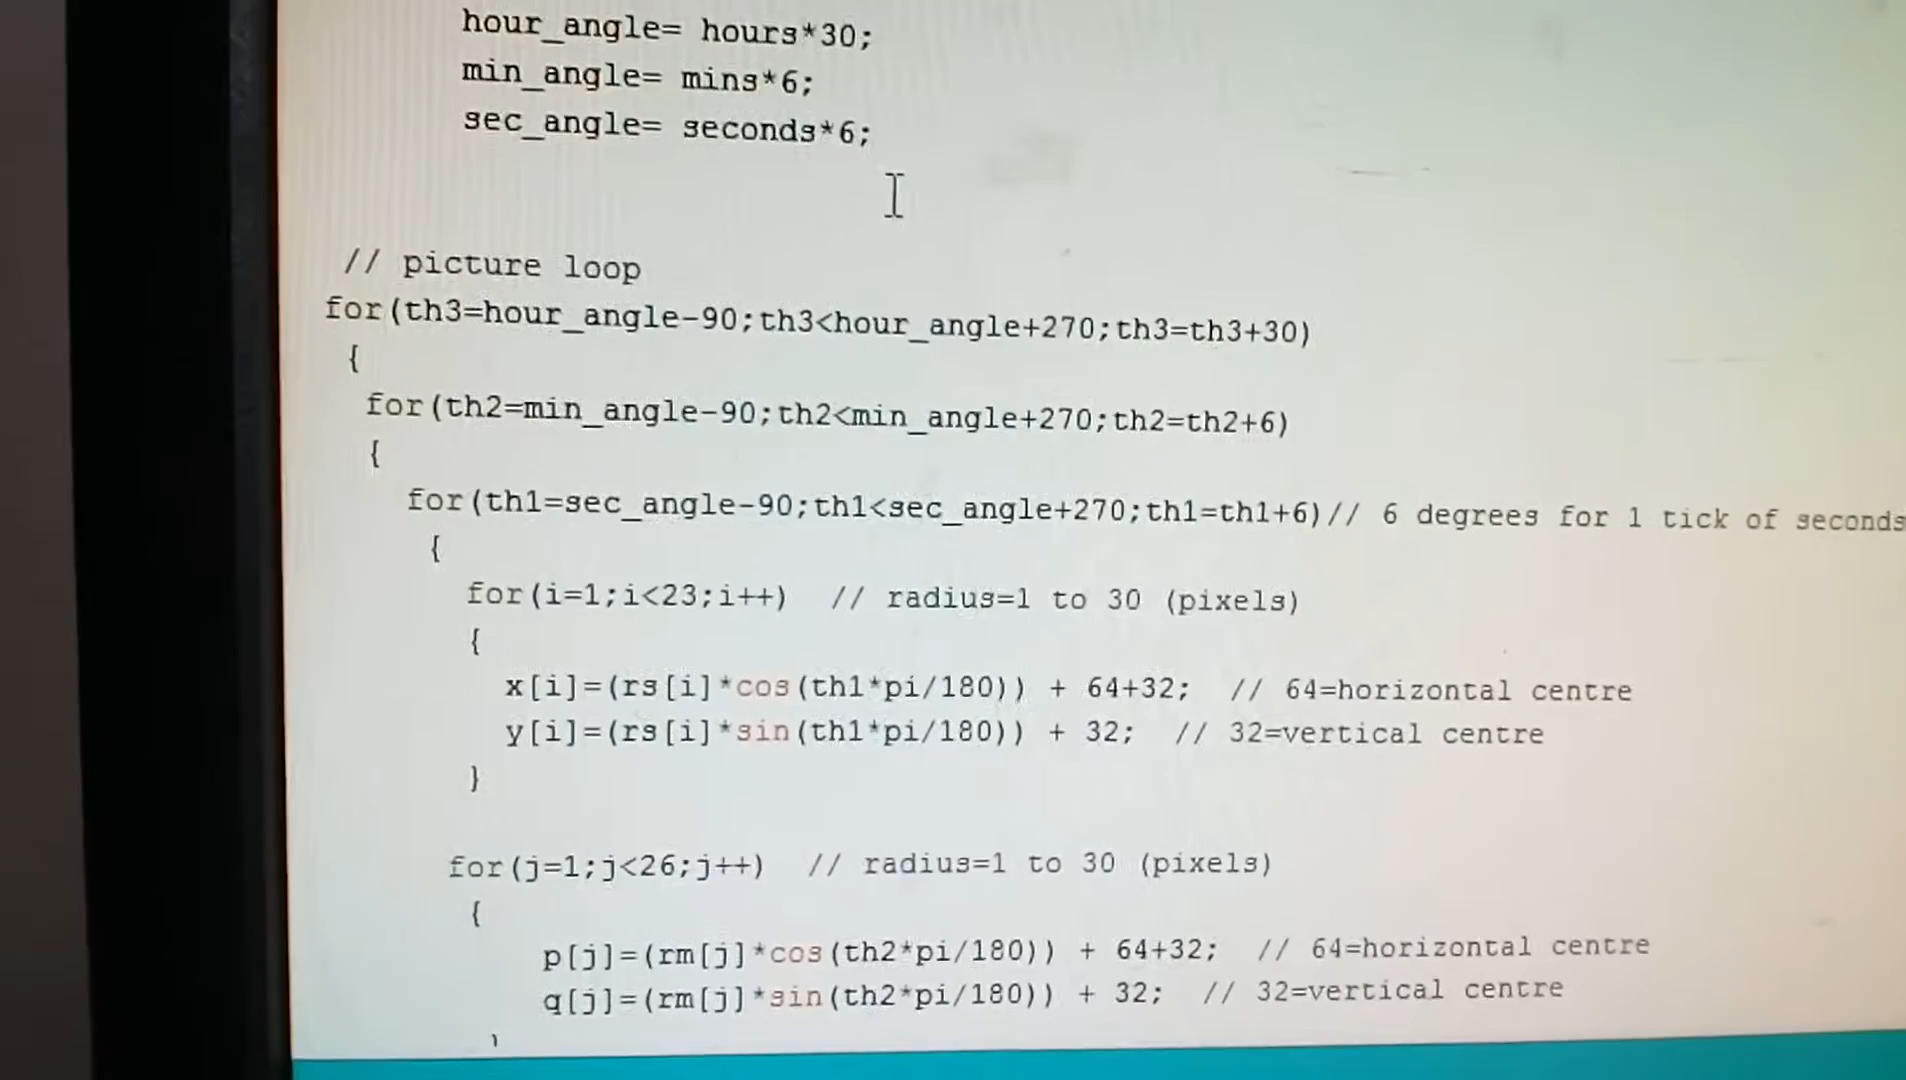 hour_angle= hours*30;
min_angle= mins*6;
sec_angle= seconds*6;
// picture loop
for(th3=hour_angle-90;th3<hour_angle+270;th3=th3+30)
{
for(th2=min_angle-90;th2<min_angle+270;th2=th2+6)
{
for(th1=sec_angle-90;th1<sec_angle+270;th1=th1+6)// 6 degrees for 1 tick of seconds
{
for(i=1;i<23;i++) // radius=1 to 30 (pixels)
{
x[i]=(rs[i]*cos(th1*pi/180)) + 64+32; // 64=horizontal centre
y[i]=(rs[i]*sin(th1*pi/180)) + 32; // 32=vertical centre
}
for(j=1;j<26;j++) // radius=1 to 30 (pixels)
{
p[j]=(rm[j]*cos(th2*pi/180)) + 64+32; // 64=horizontal centre
q[j]=(rm[j]*sin(th2*pi/180)) + 32; // 32=vertical centre
}